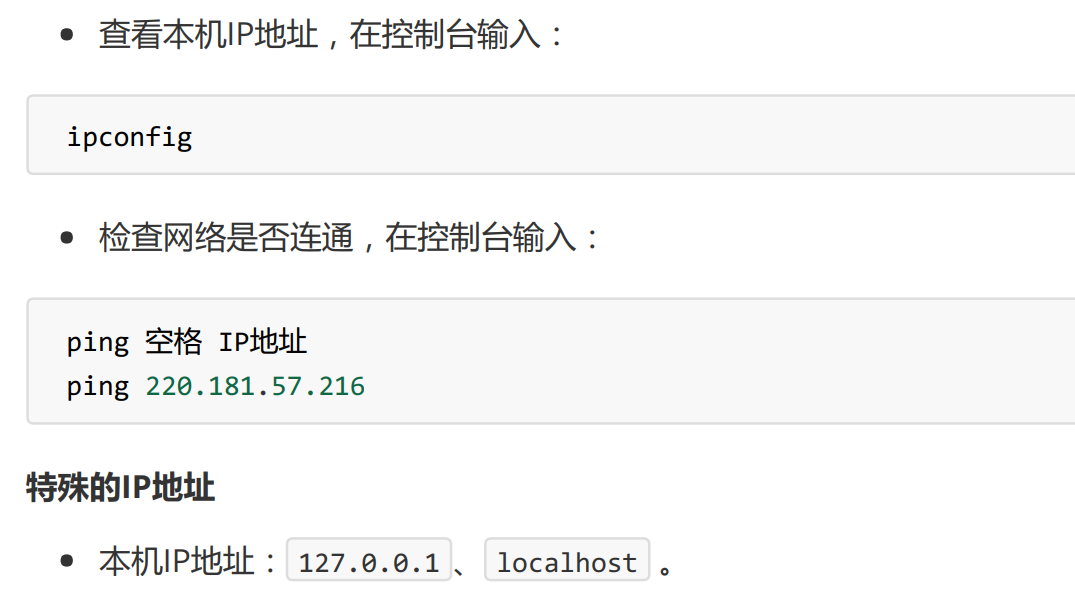 查看本机IP地址，在控制台输入：
ipconfig
检查网络是否连通，在控制台输入：
ping 空格 IP地址
ping 220.181.57.216
特殊的IP地址
本机IP地址：127.0.0.1、localhost。